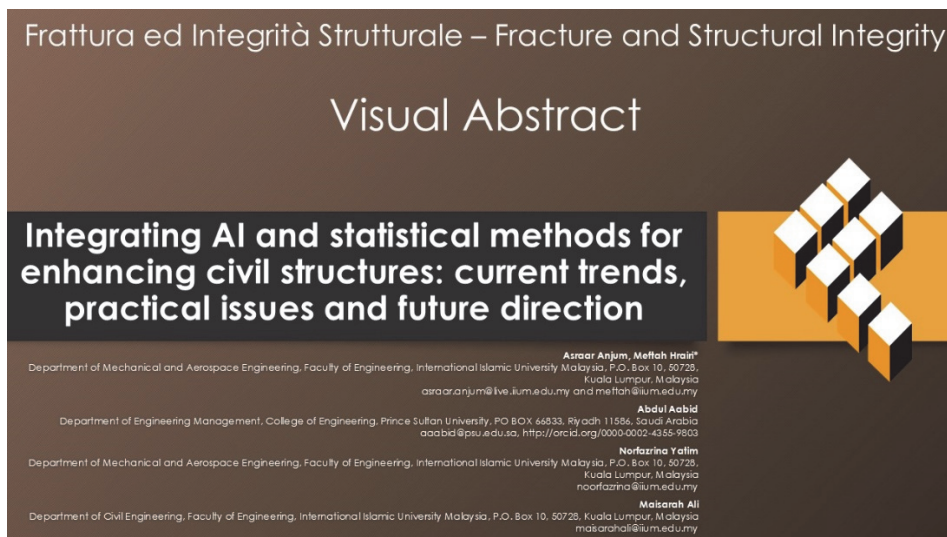 Frattura ed Integrità Strutturale – Fracture and Structural Integrity
Visual Abstract
Integrating AI and statistical methods for
enhancing civil structures: current trends,
practical issues and future direction
Asraar Anjum, Meftah Hrairi*
Department of Mechanical and Aerospace Engineering, Faculty of Engineering, International Islamic University Malaysia, P.O. Box 10, 50728,
Kuala Lumpur, Malaysia
asraar.anjum@live.iium.edu.my and meftah@iium.edu.my
Abdul Aabid
Department of Engineering Management, College of Engineering, Prince Sultan University, PO BOX 66833, Riyadh 11586, Saudi Arabia
aaabid@psu.edu.sa, http://orcid.org/0000-0002-4355-9803
Norfazrina Yatim
Department of Mechanical and Aerospace Engineering, Faculty of Engineering, International Islamic University Malaysia, P.O. Box 10, 50728,
Kuala Lumpur, Malaysia
noorfazrina@iium.edu.my
Maisarah Ali
Department of Civil Engineering, Faculty of Engineering, International Islamic University Malaysia, P.O. Box 10, 50728, Kuala Lumpur, Malaysia
maisarahali@iium.edu.my